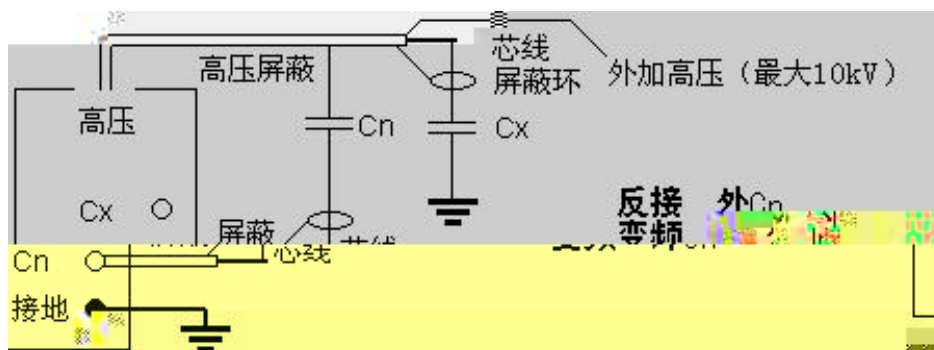 芯线
高压屏蔽
屏蔽环
外加高压（最大10kV）
高压
Cn
Cx
反接 外Cn
变频
Cx
屏蔽
芯线
Cn
接地